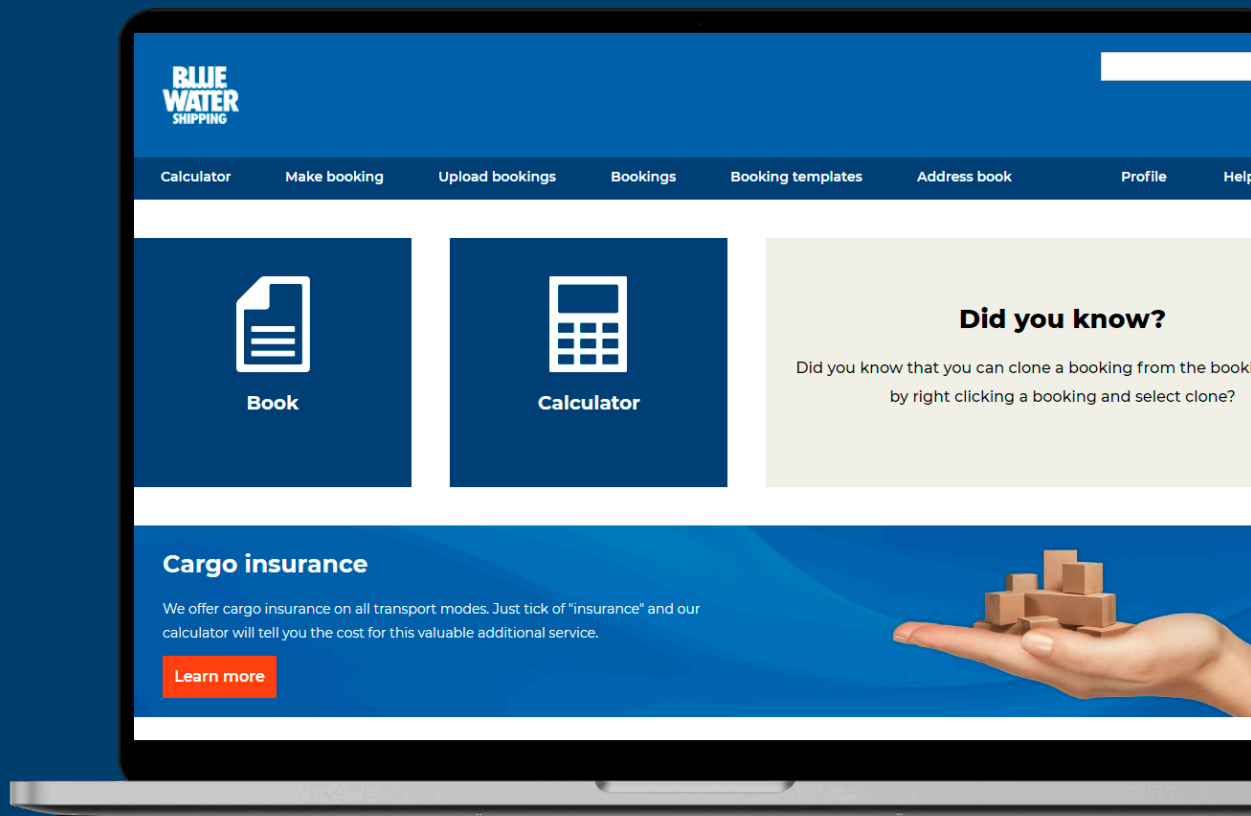 BLUE
WATER
SHIPPING
Calculator Make booking Upload bookings Bookings Booking templates Address book Profile Help
Book
Calculator
Did you know?
Did you know that you can clone a booking from the
by right clicking a booking and select clone?
Cargo insurance
We offer cargo insurance on all transport modes. Just tick of "insurance" and our
calculator will tell you the cost for this valuable additional service.
Learn more